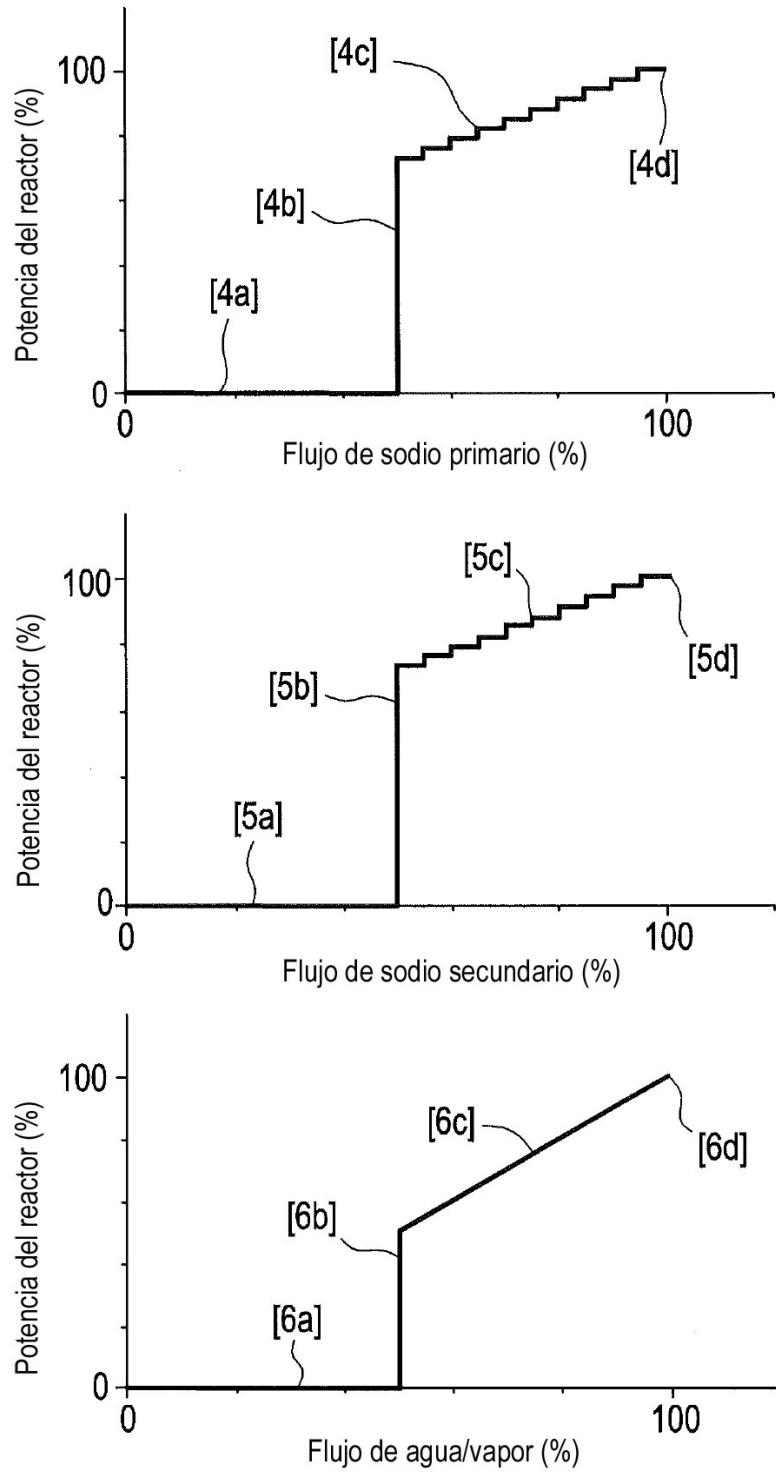 Potencia del reactor (%)
100
0
[4a]
[4b]
[4c]
[4d]
0
100
Flujo de sodio primario (%)
Potencia del reactor (%)
100
0
[5a]
[5b]
[5c]
[5d]
0
100
Flujo de sodio secundario (%)
Potencia del reactor (%)
100
0
[6a]
[6b]
[6c]
[6d]
0
100
Flujo de agua/vapor (%)